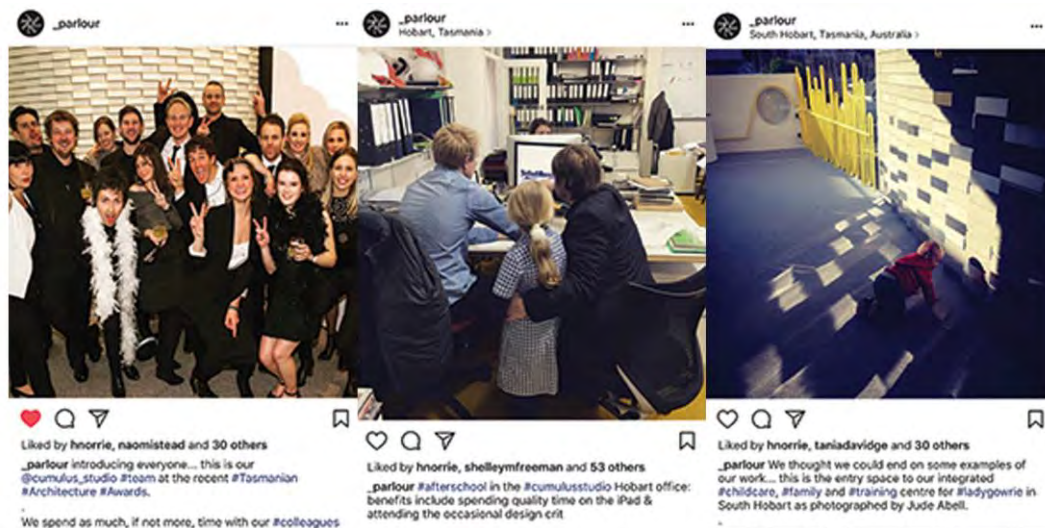 _parlour
Liked by hnorrie, naomistead and 30 others
_parlour introducing everyone... this is our
@cumulus_studio #team at the recent #Tasmanian
#Architecture #Awards.
.
We spend as much, if not more, time with our #colleagues
_parlour
Hobart, Tasmania >
Liked by hnorrie, shelleymfreeman and 53 others
_parlour #afterschool in the #cumulusstudio Hobart office:
benefits include spending quality time on the iPad &
attending the occasional design crit
_parlour
South Hobart, Tasmania, Australia >
Liked by hnorrie, taniadavidge and 30 others
_parlour We thought we could end on some examples of
our work... this is the entry space to our integrated
#childcare, #family and #training centre for #ladygowrie in
South Hobart as photographed by Jude Abell.
.